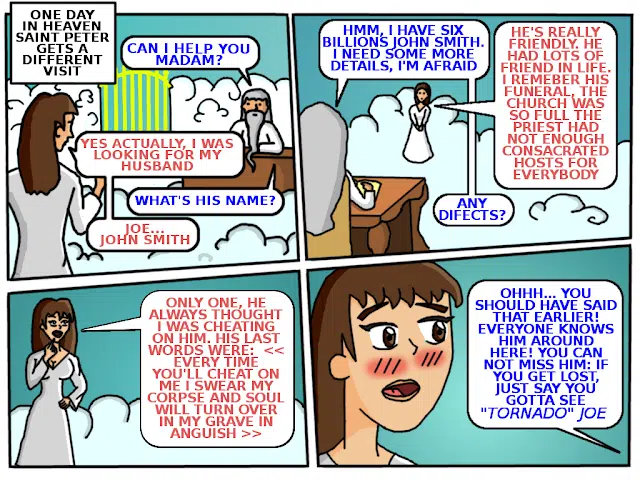 ONE DAY
IN HEAVEN
SAINT PETER
GETS A
DIFFERENT
VISIT
CAN I HELP YOU
MADAM?
YES ACTUALLY, I WAS
LOOKING FOR MY
HUSBAND
WHAT'S HIS NAME?
JOE...
JOHN SMITH
HMM, I HAVE SIX
BILLIONS JOHN SMITH.
I NEED SOME MORE
DETAILS, I'M AFRAID
HE'S REALLY
FRIENDLY. HE
HAD LOTS OF
FRIEND IN LIFE.
I REMEBER HIS
FUNERAL, THE
CHURCH WAS
SO FULL THE
PRIEST HAD
NOT ENOUGH
CONSACRATED
HOSTS FOR
EVERYBODY
ANY
DIFECTS?
ONLY ONE, HE
ALWAYS THOUGHT
I WAS CHEATING
ON HIM. HIS LAST
WORDS WERE: <<
EVERY TIME
YOU'LL CHEAT ON
ME I SWEAR MY
CORPSE AND SOUL
WILL TURN OVER
IN MY GRAVE IN
ANGUISH >>
OHHH... YOU
SHOULD HAVE SAID
THAT EARLIER!
EVERYONE KNOWS
HIM AROUND
HERE! YOU CAN
NOT MISS HIM: IF
YOU GET LOST,
JUST SAY YOU
GOTTA SEE
"TORNADO" JOE